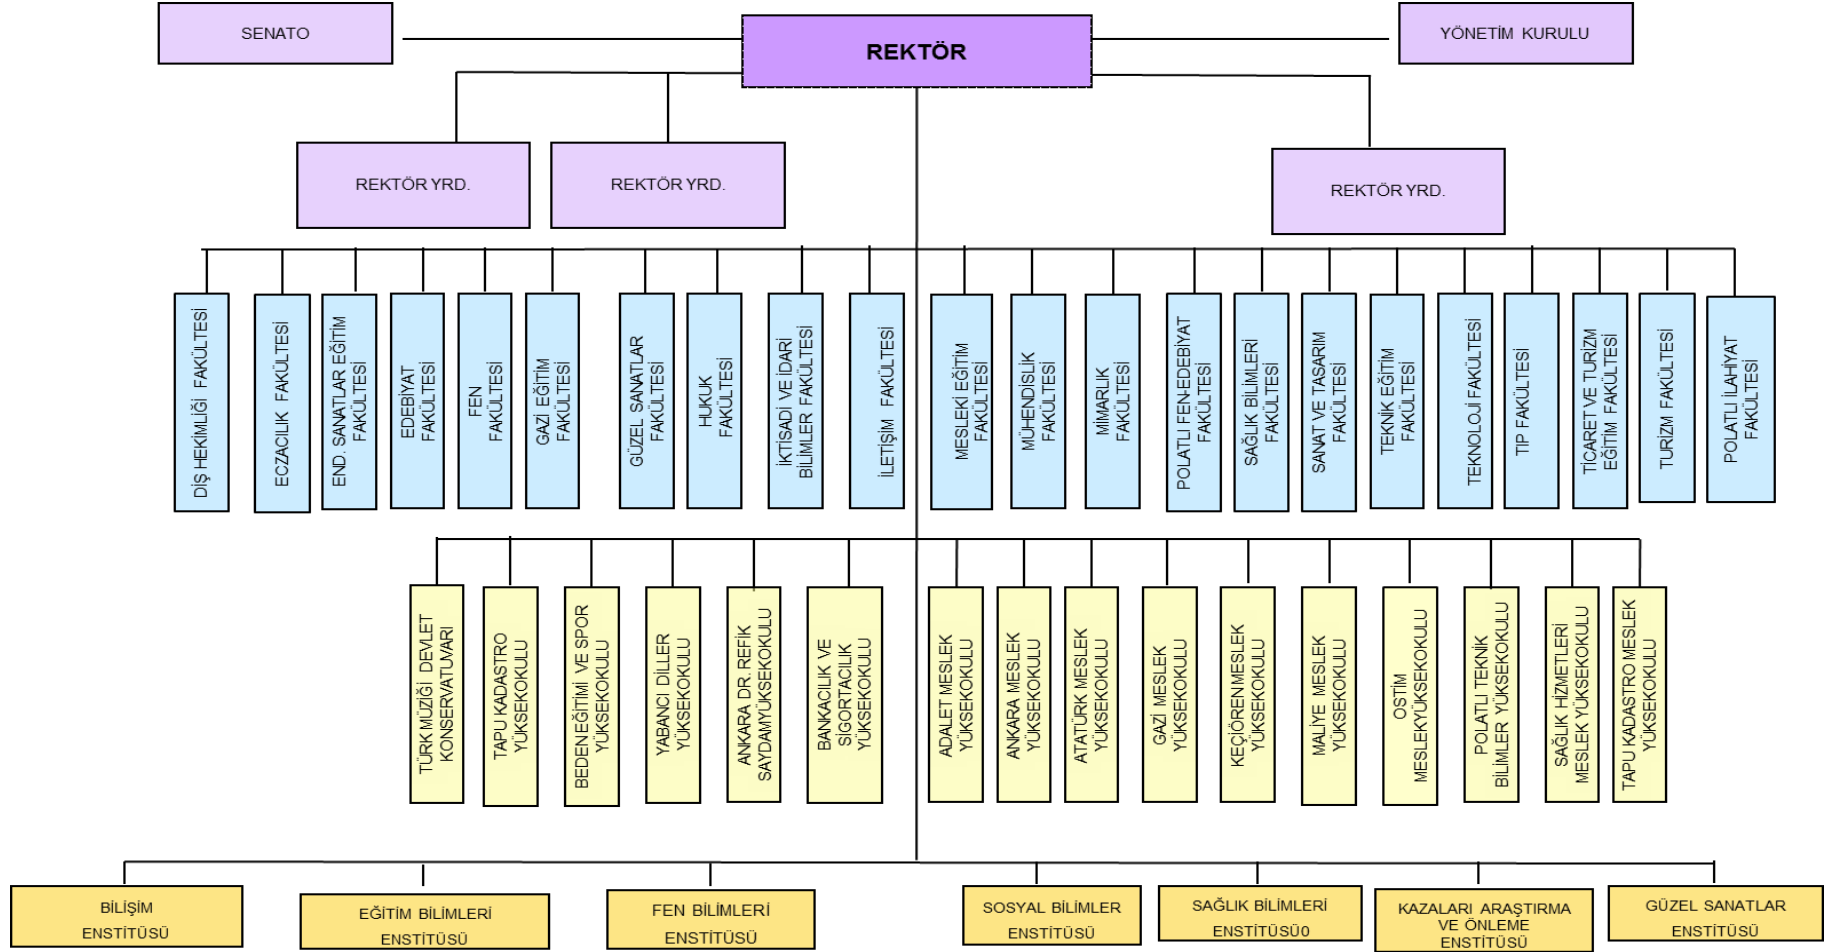 SENATO
REKTÖR
YÖNETİM KURULU
REKTÖR YRD.
REKTÖR YRD.
REKTÖR YRD.
DİŞ HEKİMLİĞİ FAKÜLTESİ
ECZACILIK FAKÜLTESİ
END. SANATLAR EĞİTİM
FAKÜLTESİ
EDEBİYAT
FAKÜLTESİ
FEN
FAKÜLTESİ
GAZİ EĞİTİM
FAKÜLTESİ
GÜZEL SANATLAR
FAKÜLTESİ
HUKUK
FAKÜLTESİ
İKTİSADİ VE İDARİ
BİLİMLER FAKÜLTESİ
İLETİŞİM FAKÜLTESİ
MESLEKİ EĞİTİM
FAKÜLTESİ
MÜHENDİSLİK
FAKÜLTESİ
MİMARLIK
FAKÜLTESİ
POLATLI FEN-EDEBİYAT
FAKÜLTESİ
SAĞLIK BİLİMLERİ
FAKÜLTESİ
SANAT VE TASARIM
FAKÜLTESİ
TEKNİK EĞİTİM
FAKÜLTESİ
TEKNOLOJİ FAKÜLTESİ
TIP FAKÜLTESİ
TİCARET VE TURİZM
EĞİTİM FAKÜLTESİ
TURİZM FAKÜLTESİ
POLATLI İLAHİYAT
FAKÜLTESİ
TÜRK MÜZİĞİ DEVLET
KONSERVATUVARI
TAPU KADASTRO
YÜKSEKOKULU
BEDEN EĞİTİMİ VE SPOR
YÜKSEKOKULU
YABANCI DİLLER
YÜKSEKOKULU
ANKARA DR. REFİK
SAYDAM YÜKSEKOKULU
BANKACILIK VE
SİGORTACILIK
YÜKSEKOKULU
ADALET MESLEK
YÜKSEKOKULU
ANKARA MESLEK
YÜKSEKOKULU
ATATÜRK MESLEK
YÜKSEKOKULU
GAZİ MESLEK
YÜKSEKOKULU
KEÇİÖREN MESLEK
YÜKSEKOKULU
MALİYE MESLEK
YÜKSEKOKULU
OSTİM
MESLEK YÜKSEKOKULU
POLATLI TEKNİK
BİLİMLER YÜKSEKOKULU
SAĞLIK HİZMETLERİ
MESLEK YÜKSEKOKULU
TAPU KADASTRO MESLEK
YÜKSEKOKULU
BİLİŞİM
ENSTİTÜSÜ
EĞİTİM BİLİMLERİ
ENSTİTÜSÜ
FEN BİLİMLERİ
ENSTİTÜSÜ
SOSYAL BİLİMLER
ENSTİTÜSÜ
SAĞLIK BİLİMLERİ
ENSTİTÜSÜ0
KAZALARI ARAŞTIRMA
VE ÖNLEME
ENSTİTÜSÜ
GÜZEL SANATLAR
ENSTİTÜSÜ